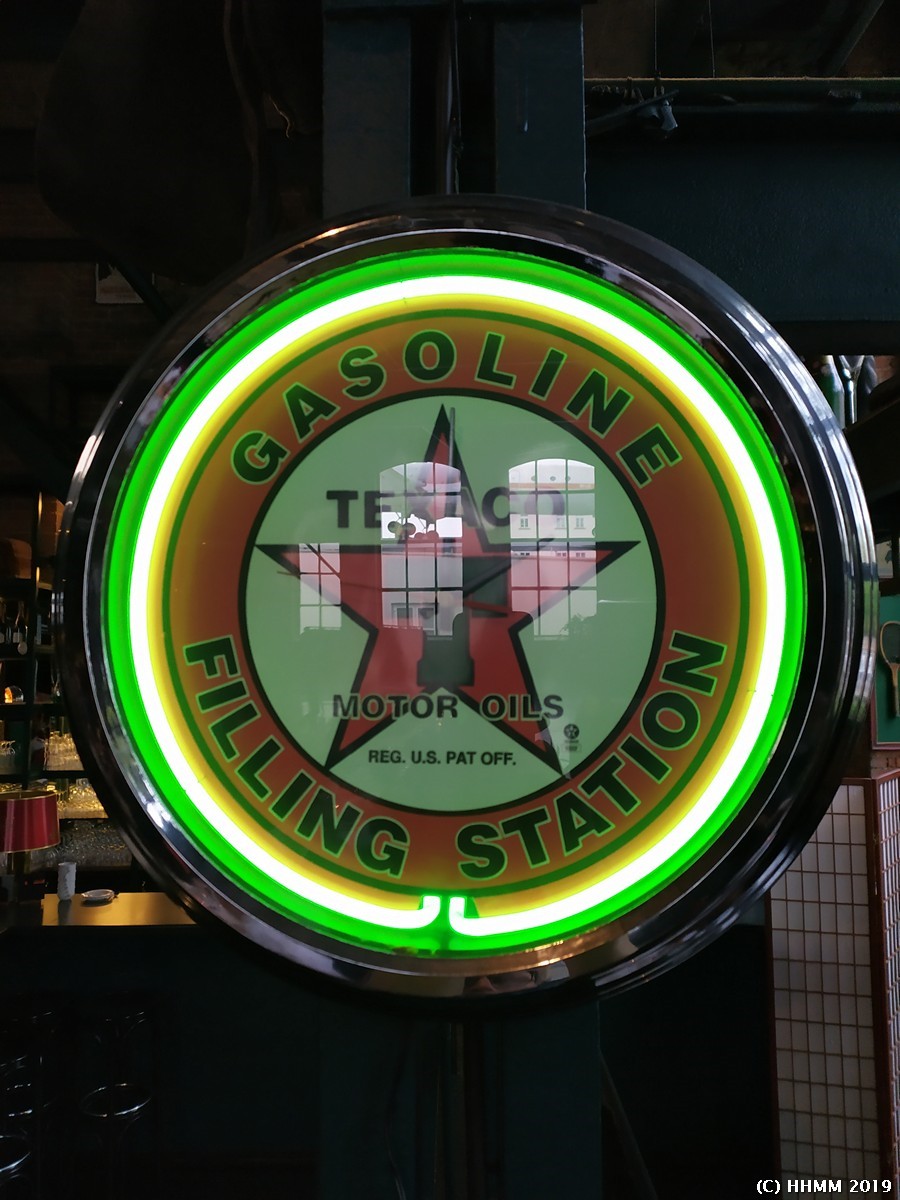 GASOLINE
TEXACO
MOTOR OILS
REG. U.S. PAT OFF.
FILLING STATION
(C) HHMM 2019